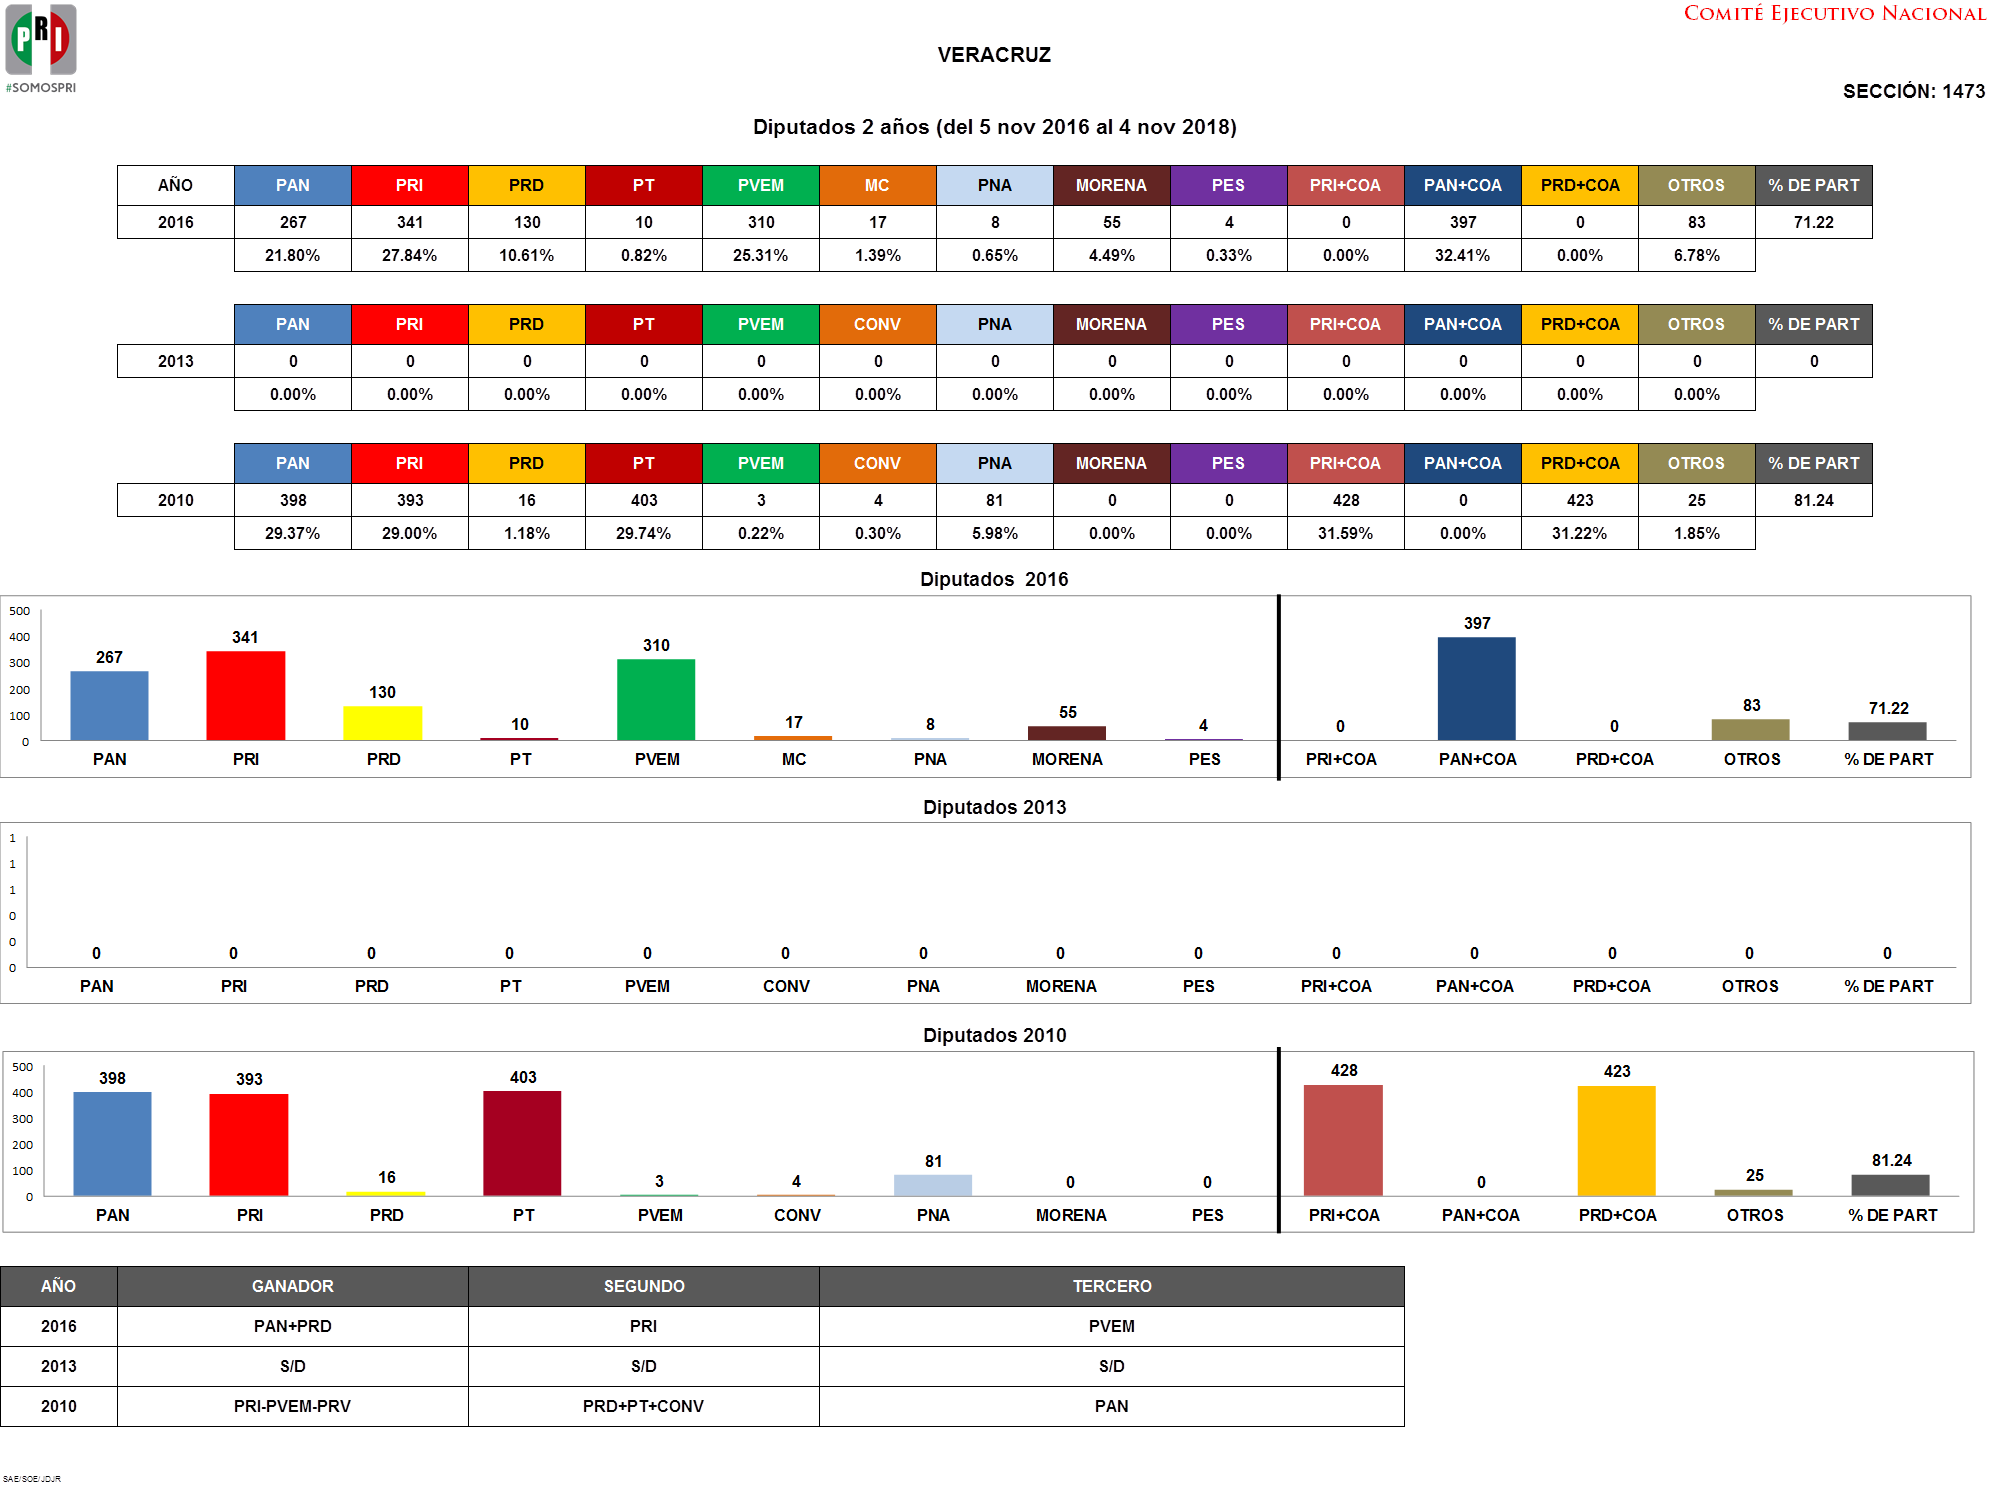 COMITÉ EJECUTIVO NACIONAL
PRI
#SOMOSPRI
VERACRUZ
SECCIÓN: 1473
Diputados 2 años (del 5 nov 2016 al 4 nov 2018)
AÑO PAN PRI PRD PT PVEM MC PNA MORENA PES PRI+COA PAN+COA PRD+COA OTROS % DE PART
2016 267 341 130 10 310 17 8 55 4 0 397 0 83 71.22
21.80% 27.84% 10.61% 0.82% 25.31% 1.39% 0.65% 4.49% 0.33% 0.00% 32.41% 0.00% 6.78%
PAN PRI PRD PT PVEM CONV PNA MORENA PES PRI+COA PAN+COA PRD+COA OTROS % DE PART
2013 0 0 0 0 0 0 0 0 0 0 0 0 0 0
0.00% 0.00% 0.00% 0.00% 0.00% 0.00% 0.00% 0.00% 0.00% 0.00% 0.00% 0.00% 0.00%
PAN PRI PRD PT PVEM CONV PNA MORENA PES PRI+COA PAN+COA PRD+COA OTROS % DE PART
2010 398 393 16 403 3 4 81 0 0 428 0 423 25 81.24
29.37% 29.00% 1.18% 29.74% 0.22% 0.30% 5.98% 0.00% 0.00% 31.59% 0.00% 31.22% 1.85%
Diputados 2016
500
400
300
200
100
0
267 341 130 10 310 17 8 55 4 0 397 0 83 71.22
PAN PRI PRD PT PVEM MC PNA MORENA PES PRI+COA PAN+COA PRD+COA OTROS % DE PART
Diputados 2013
1
1
1
0
0
0
0 0 0 0 0 0 0 0 0 0 0 0 0 0
PAN PRI PRD PT PVEM CONV PNA MORENA PES PRI+COA PAN+COA PRD+COA OTROS % DE PART
Diputados 2010
500
400
300
200
100
0
398 393 16 403 3 4 81 0 0 428 0 423 25 81.24
PAN PRI PRD PT PVEM CONV PNA MORENA PES PRI+COA PAN+COA PRD+COA OTROS % DE PART
AÑO GANADOR SEGUNDO TERCERO
2016 PAN+PRD PRI PVEM
2013 S/D S/D S/D
2010 PRI-PVEM-PRV PRD+PT+CONV PAN
SAE/SOE/JDJR